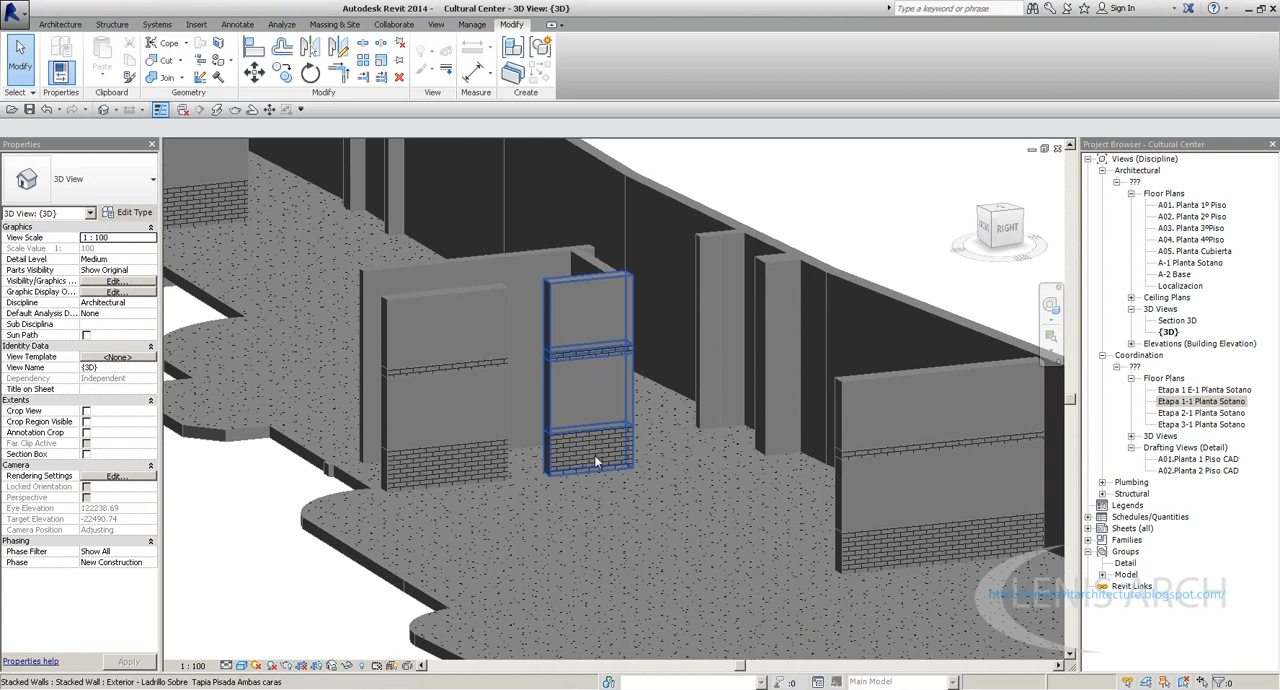 Autodesk Revit 2014 - Cultural Center - 3D View: {3D}
Type a keyword or phrase
Sign In
Architecture Structure Systems Insert Annotate Analyze Massing & Site Collaborate View Manage Modify
Modify
Paste
Cope
Cut
Join
Select Properties Clipboard Geometry Modify View Measure Create
Properties
3D View
3D View: {3D} Edit Type
Graphics
View Scale 1 : 100
Scale Value 1: 100
Detail Level Medium
Parts Visibility Show Original
Visibility/Graphics ... Edit...
Graphic Display O... Edit...
Discipline Architectural
Default Analysis D... None
Sub Discipline
Sun Path
Identity Data
View Template <None>
View Name {3D}
Dependency Independent
Title on Sheet
Extents
Crop View
Crop Region Visible
Annotation Crop
Far Clip Active
Section Box
Camera
Rendering Settings Edit...
Locked Orientation
Perspective
Eye Elevation 122238.69
Target Elevation -22490.74
Camera Position Adjusting
Phasing
Phase Filter Show All
Phase New Construction
Properties help Apply
RIGHT
BACK
Project Browser - Cultural Center
Views (Discipline)
Architectural
???
Floor Plans
A01. Planta 1º Piso
A02. Planta 2º Piso
A03. Planta 3ºPiso
A04. Planta 4ºPiso
A05. Planta Cubierta
A-1 Planta Sotano
A-2 Base
Localizacion
Ceiling Plans
3D Views
Section 3D
{3D}
Elevations (Building Elevation)
Coordination
???
Floor Plans
Etapa 1 E-1 Planta Sotano
Etapa 1-1 Planta Sotano
Etapa 2-1 Planta Sotano
Etapa 3-1 Planta Sotano
3D Views
Drafting Views (Detail)
A01.Planta 1 Piso CAD
A02.Planta 2 Piso CAD
Plumbing
Structural
Legends
Schedules/Quantities
Sheets (all)
Families
Groups
Detail
Model
Revit Links
LENIS ARCH
1 : 100
Stacked Walls : Stacked Wall : Exterior - Ladrillo Sobre Tapia Pisada Ambas caras
:0 Main Model :0